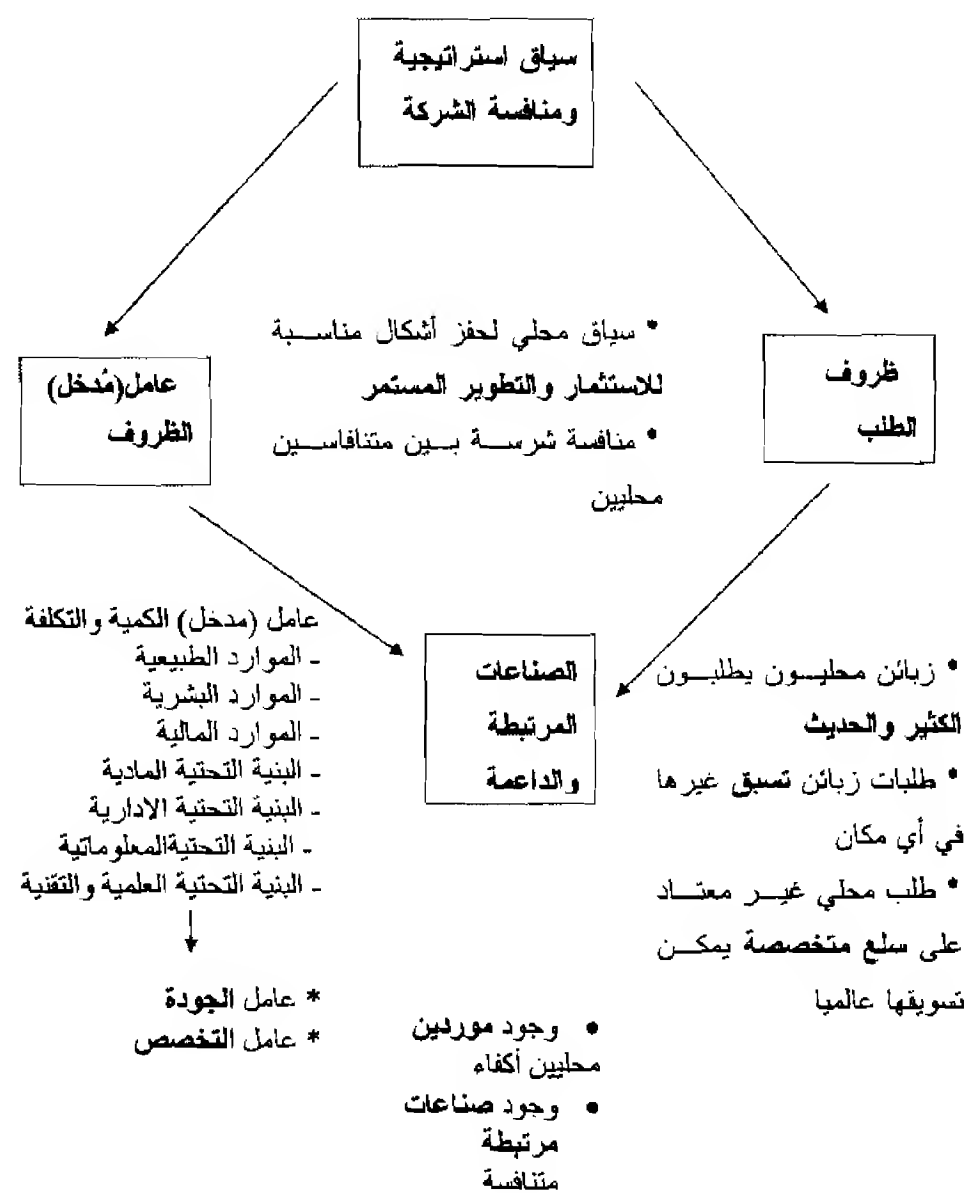 سياق استراتيجية
ومنافسة الشركة
* سياق محلي لحفز أشكال مناسبة
للاستثمار والتطوير المستمر
* منافسة شرسة بين متنافاسين
محليين
ظروف
الطلب
عامل(مُدخل)
الظروف
* زبائن محليون يطلبون
الكثير والحديث
* طلبات زبائن تسبق غيرها
في أي مكان
* طلب محلي غير معتاد
على سلع متخصصة يمكن
تسويقها عالميا
الصناعات
المرتبطة
والداعمة
عامل (مدخل) الكمية والتكلفة
- الموارد الطبيعية
- الموارد البشرية
- الموارد المالية
- البنية التحتية المادية
- البنية التحتية الادارية
- البنية التحتيةالمعلوماتية
- البنية التحتية العلمية والتقنية
* عامل الجودة
* عامل التخصص
• وجود موردين
محليين أكفاء
• وجود صناعات
مرتبطة
متنافسة